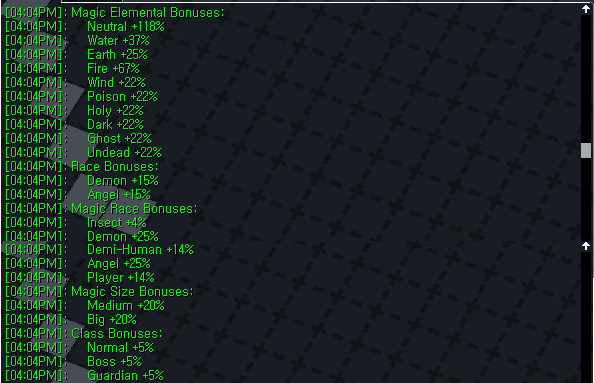 [04:04PM]: Magic Elemental Bonuses:
[04:04PM]: Neutral +118%
[04:04PM]: Water +37%
[04:04PM]: Earth +25%
[04:04PM]: Fire +67%
[04:04PM]: Wind +22%
[04:04PM]: Poison +22%
[04:04PM]: Holy +22%
[04:04PM]: Dark +22%
[04:04PM]: Ghost +22%
[04:04PM]: Undead +22%
[04:04PM]: Race Bonuses:
[04:04PM]: Demon +15%
[04:04PM]: Angel +15%
[04:04PM]: Magic Race Bonuses:
[04:04PM]: Insect +4%
[04:04PM]: Demon +25%
[04:04PM]: Demi-Human +14%
[04:04PM]: Angel +25%
[04:04PM]: Player +14%
[04:04PM]: Magic Size Bonuses:
[04:04PM]: Medium +20%
[04:04PM]: Big +20%
[04:04PM]: Class Bonuses:
[04:04PM]: Normal +5%
[04:04PM]: Boss +5%
[04:04PM]: Guardian +5%